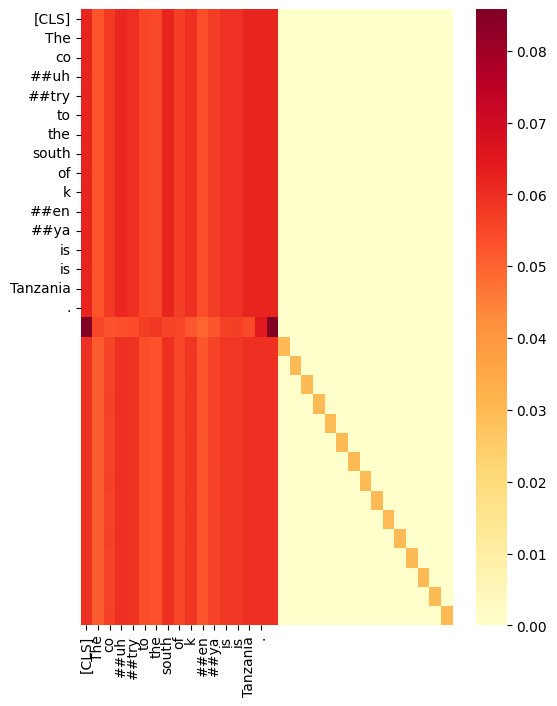 [CLS]
The
co
##uh
##try
to
the
south
of
k
##en
##ya
is
is
Tanzania
.
0.08
0.07
0.06
0.05
0.04
0.03
0.02
0.01
0.00
[CLS]
The
co
##uh
##try
to
the
south
of
k
##en
##ya
is
is
Tanzania
.